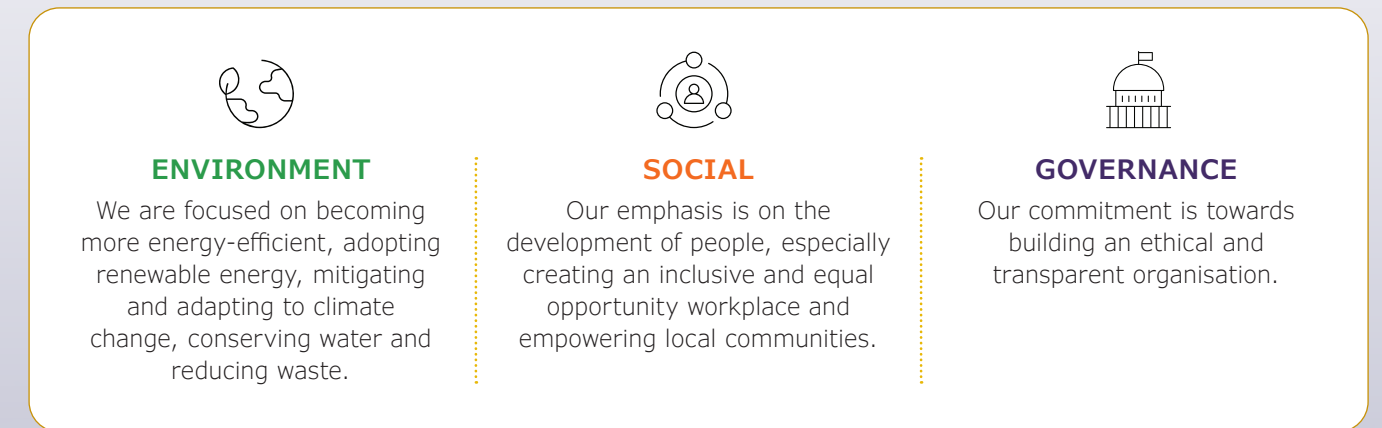 ENVIRONMENT
We are focused on becoming
more energy-efficient, adopting
renewable energy, mitigating
and adapting to climate
change, conserving water and
reducing waste.
SOCIAL
Our emphasis is on the
development of people, especially
creating an inclusive and equal
opportunity workplace and
empowering local communities.
GOVERNANCE
Our commitment is towards
building an ethical and
transparent organisation.